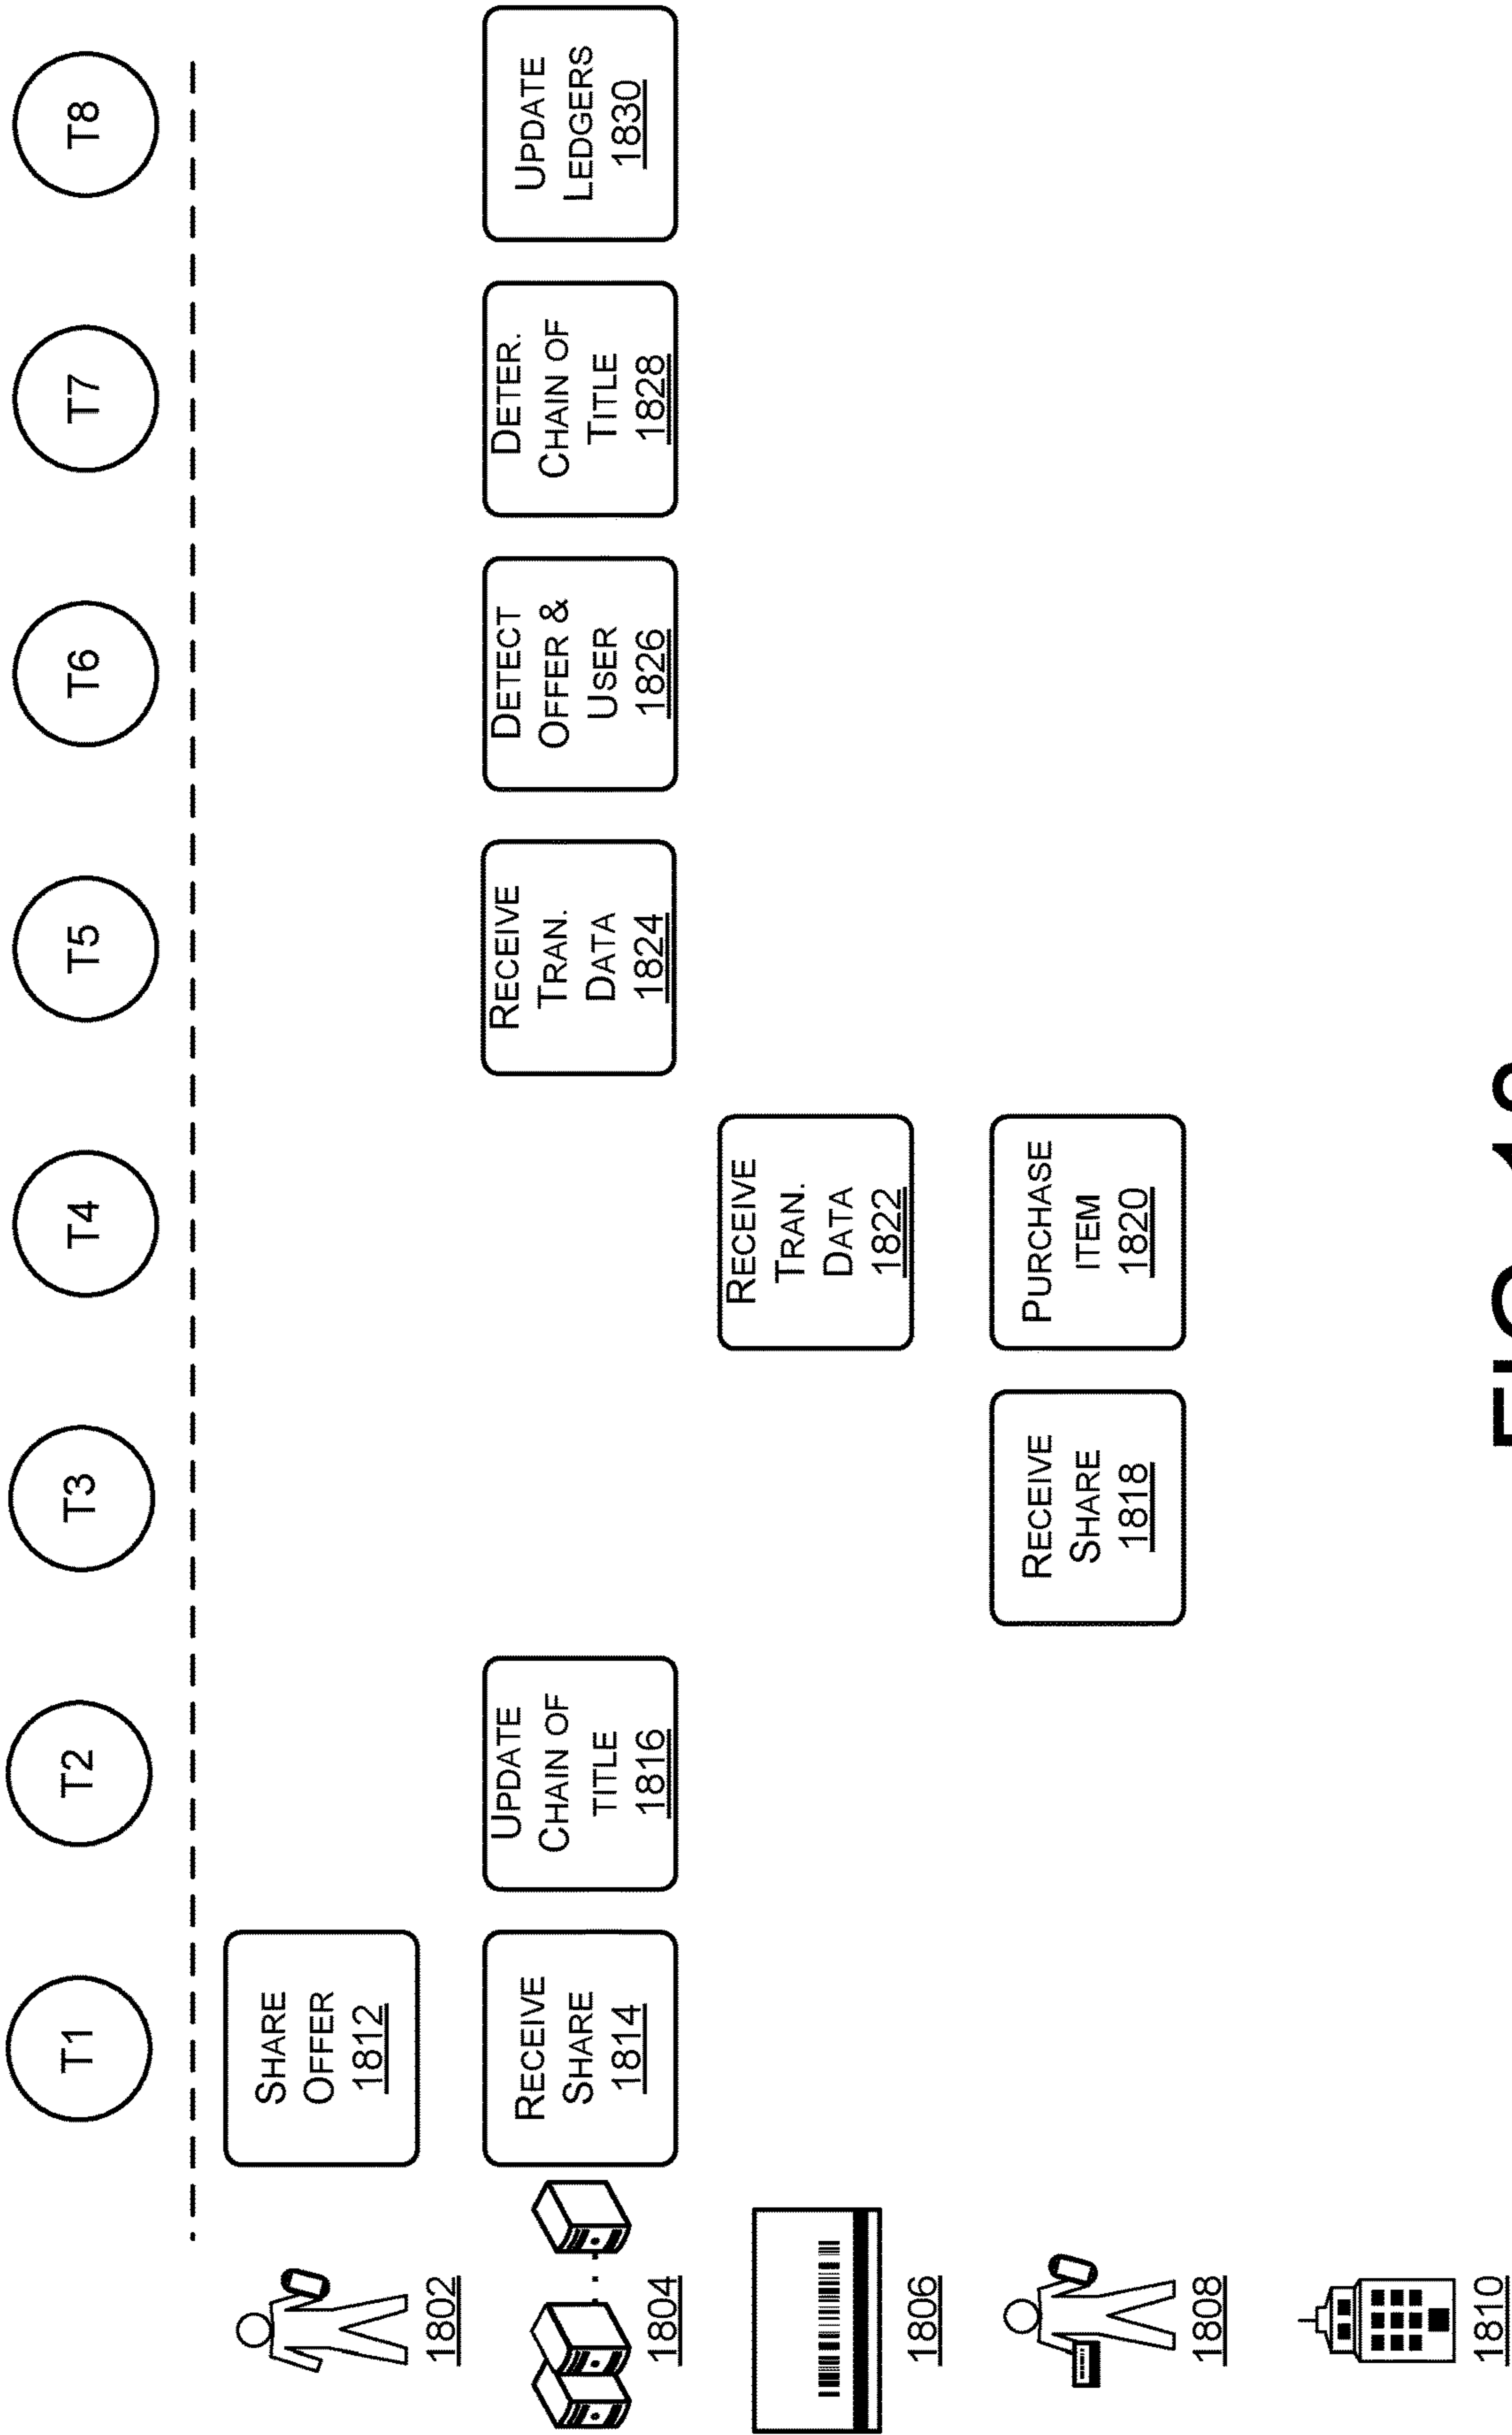 T1
T2
T3
T4
T5
T6
T7
T8
1802
SHARE
OFFER
1812
1804
RECEIVE
SHARE
1814
UPDATE
CHAIN OF
TITLE
1816
RECEIVE
TRAN.
DATA
1824
DETECT
OFFER &
USER
1826
DETER.
CHAIN OF
TITLE
1828
UPDATE
LEDGERS
1830
1806
RECEIVE
TRAN.
DATA
1822
1808
RECEIVE
SHARE
1818
PURCHASE
ITEM
1820
1810